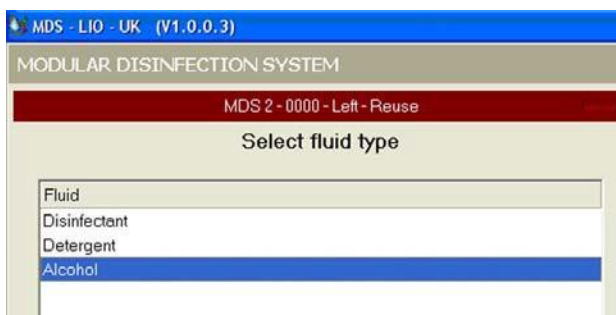 MDS - LIO - UK (V1.0.0.3)
MODULAR DISINFECTION SYSTEM
MDS 2 - 0000 - Left - Reuse
Select fluid type
Fluid
Disinfectant
Detergent
Alcohol